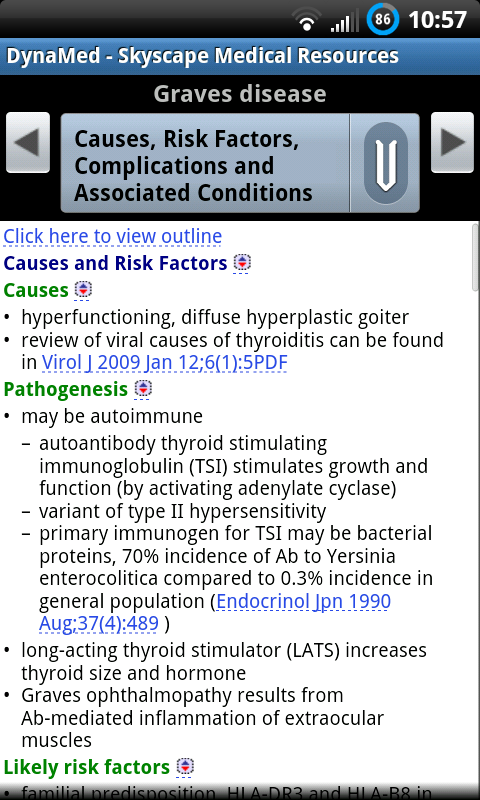 86 10:57
DynaMed - Skyscape Medical Resources
Graves disease
Causes, Risk Factors,
Complications and
Associated Conditions
Click here to view outline
Causes and Risk Factors
Causes
• hyperfunctioning, diffuse hyperplastic goiter
• review of viral causes of thyroiditis can be found
in Virol J 2009 Jan 12;6(1):5PDF
Pathogenesis
• may be autoimmune
– autoantibody thyroid stimulating
immunoglobulin (TSI) stimulates growth and
function (by activating adenylate cyclase)
– variant of type II hypersensitivity
– primary immunogen for TSI may be bacterial
proteins, 70% incidence of Ab to Yersinia
enterocolitica compared to 0.3% incidence in
general population (Endocrinol Jpn 1990
Aug;37(4):489 )
• long-acting thyroid stimulator (LATS) increases
thyroid size and hormone
• Graves ophthalmopathy results from
Ab-mediated inflammation of extraocular
muscles
Likely risk factors
• familial predisposition, HLA-DR3 and HLA-B8 in